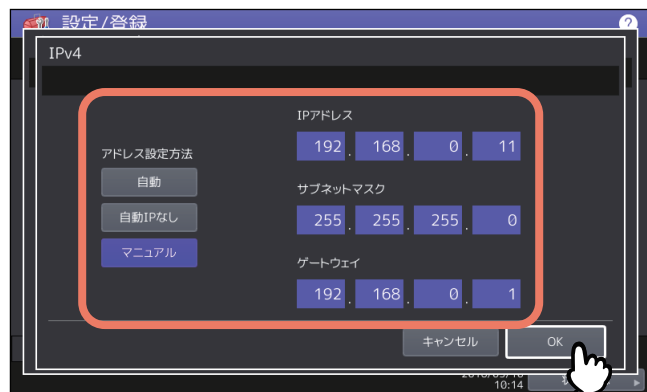 設定/登録
?
IPv4
アドレス設定方法
自動
自動IPなし
マニュアル
IPアドレス
192 . 168 . 0 . 11
サブネットマスク
255 . 255 . 255 . 0
ゲートウェイ
192 . 168 . 0 . 1
キャンセル
OK
10:14